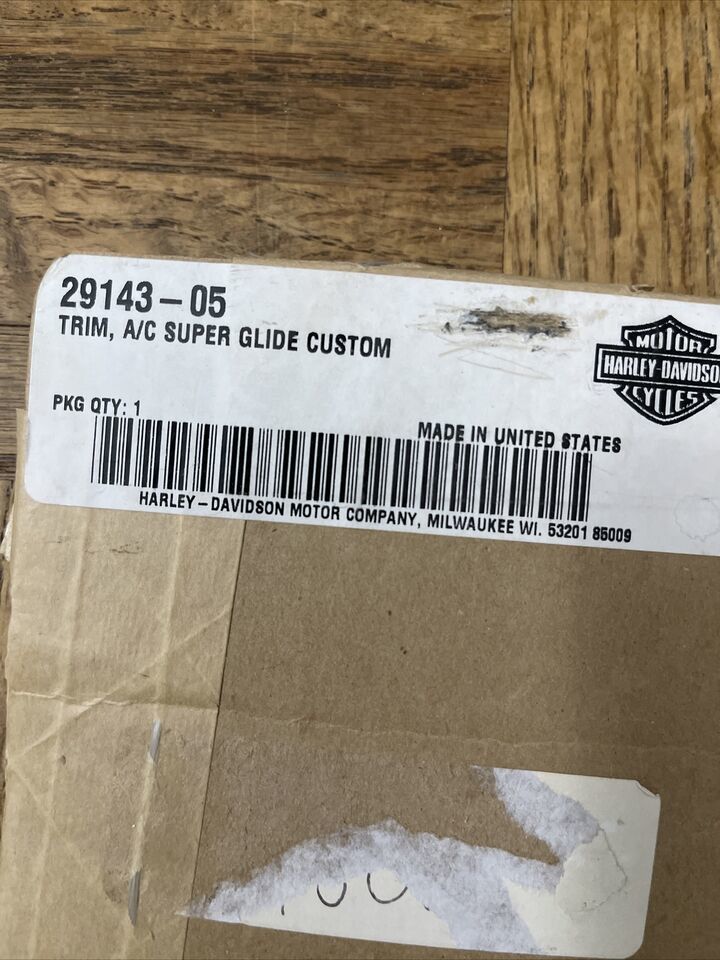 29143-05
TRIM, A/C SUPER GLIDE CUSTOM
MOTOR
HARLEY-DAVIDSO
CYCLES
PKG QTY: 1
MADE IN UNITED STATES
HARLEY-DAVIDSON MOTOR COMPANY, MILWAUKEE WI. 53201 85009